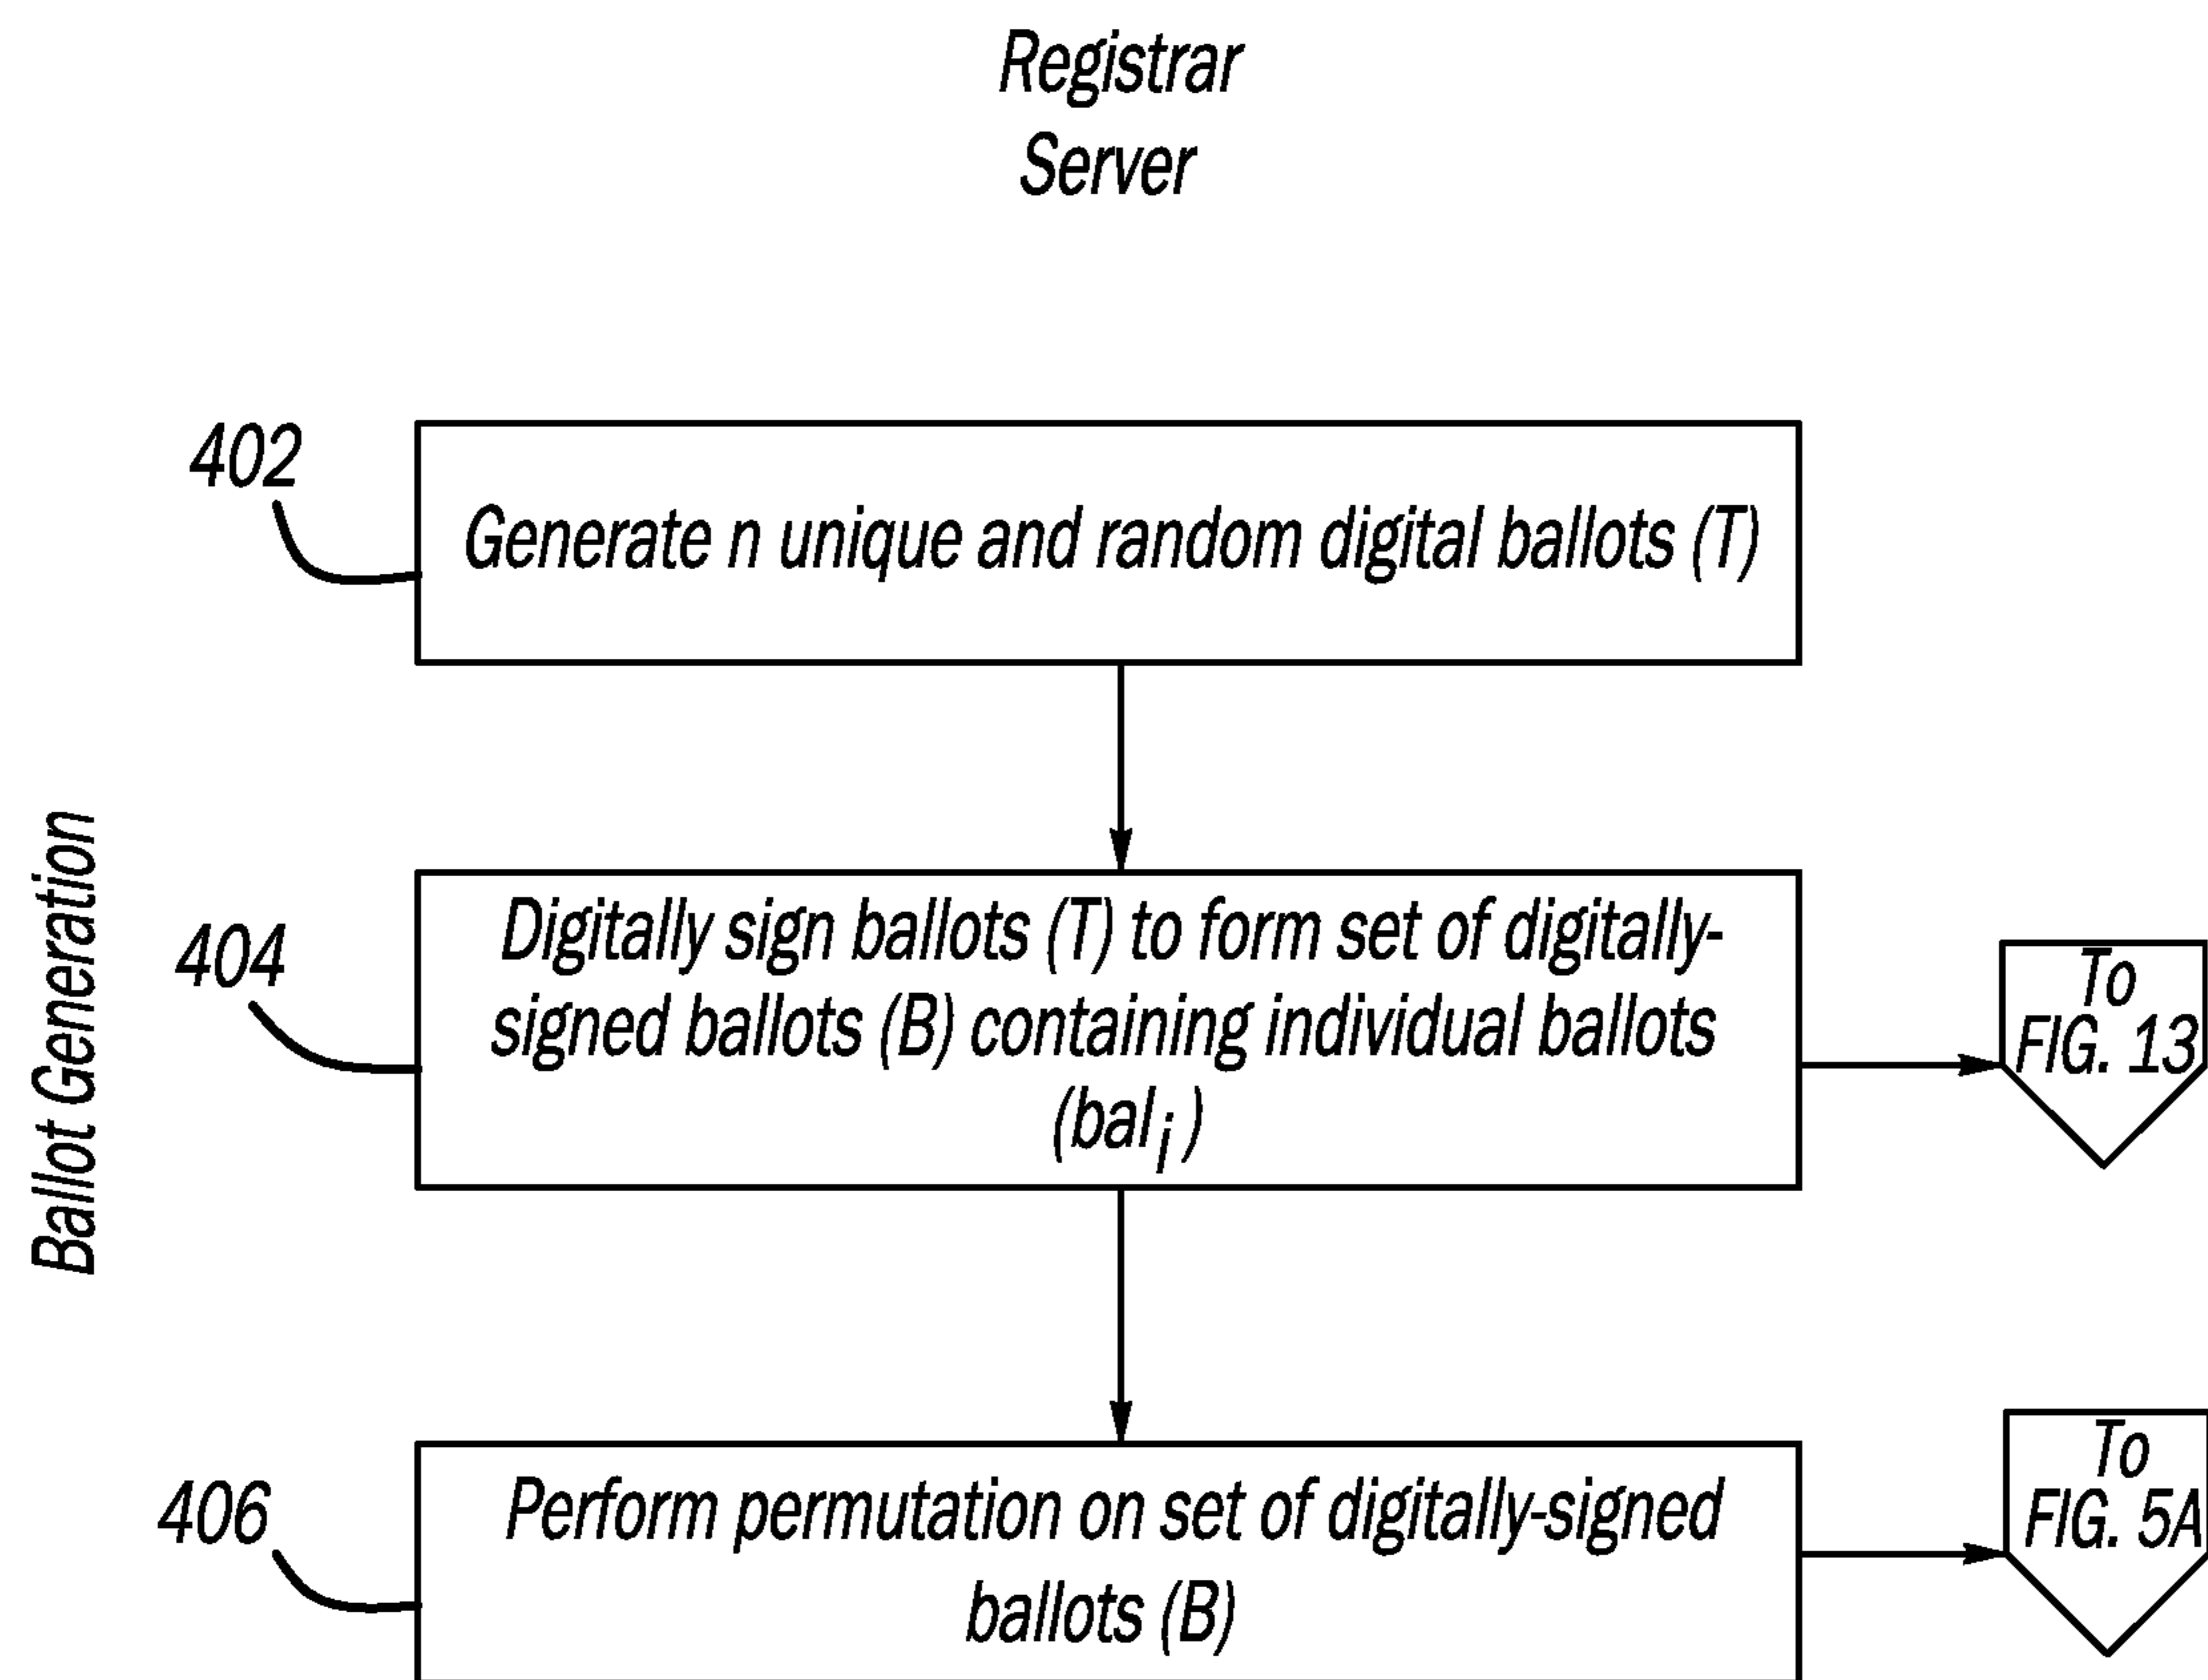 Registrar
Server
402
Generate n unique and random digital ballots (T)
Ballot Generation
404
Digitally sign ballots (T) to form set of digitally-
signed ballots (B) containing individual ballots
(bal_i)
To
FIG. 13
406
Perform permutation on set of digitally-signed
ballots (B)
To
FIG. 5A